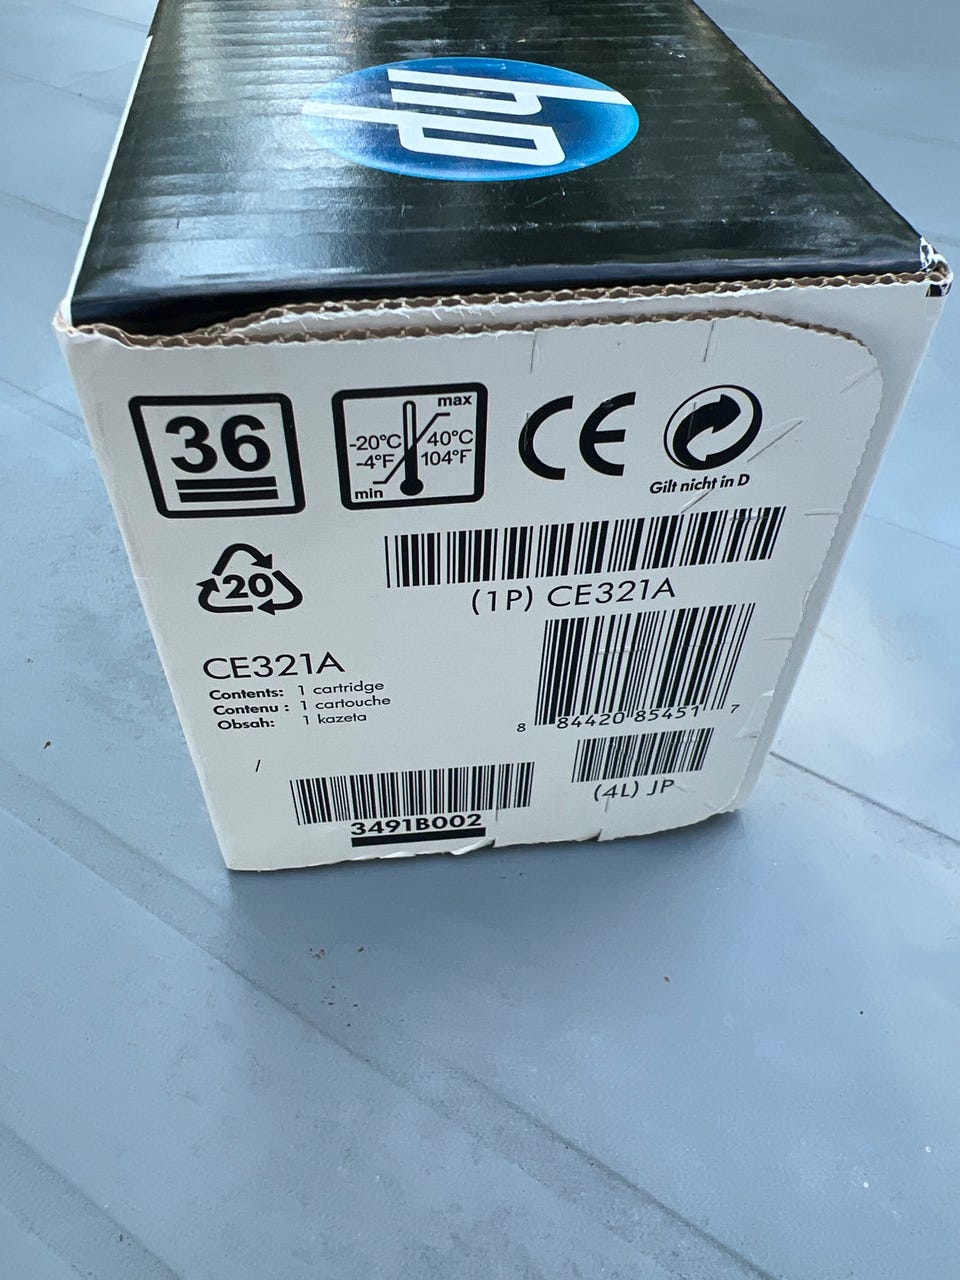 hp
36
max
-20°C 40°C
-4°F 104°F
min
CE
Gilt nicht in D
20
(1P) CE321A
CE321A
Contents: 1 cartridge
Contenu : 1 cartouche
Obsah: 1 kazeta
8 84420 85451 7
(4L) JP
3491B002